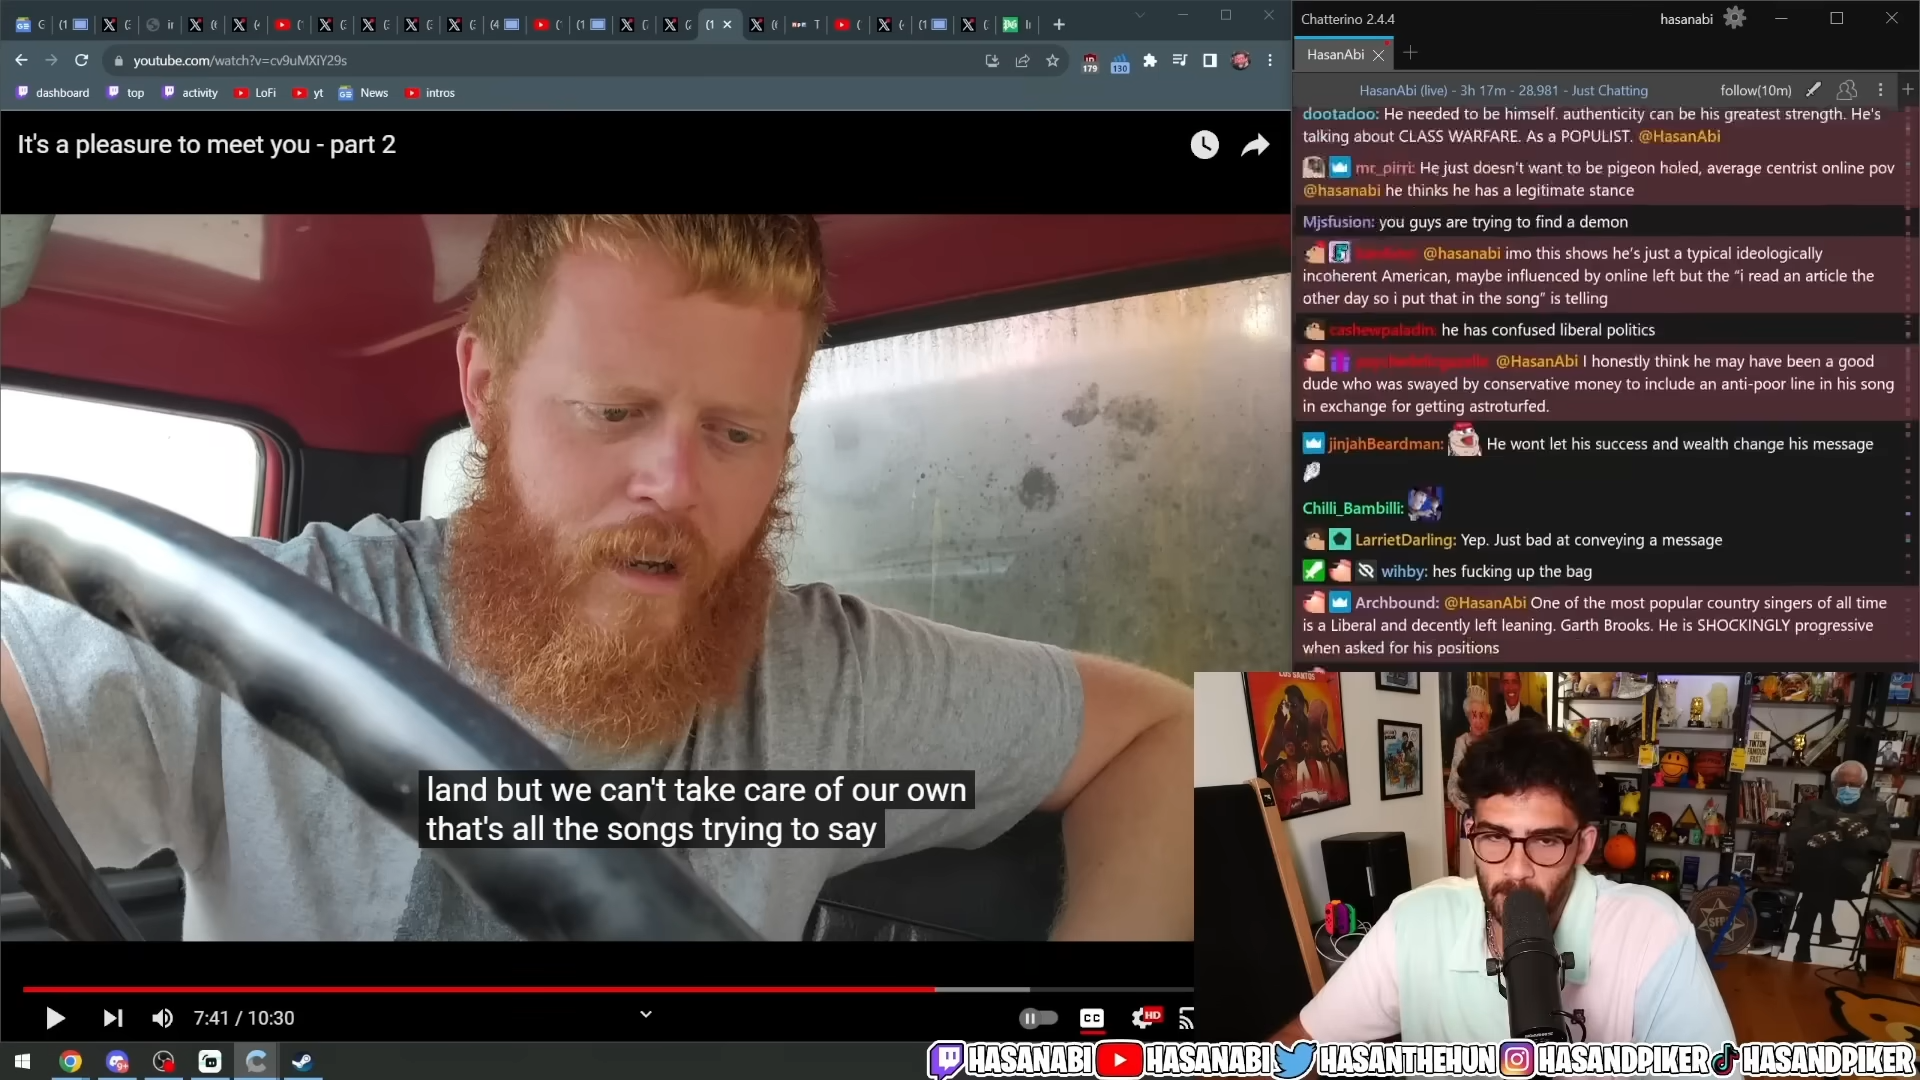 Chatterino 2.4.4
hasanabi
youtube.com/watch?v=cv9uMXiY29s
179
130
HasanAbi
dashboard
top
activity
LoFi
yt
News
intros
HasanAbi (live) - 3h 17m - 28,981 - Just Chatting
follow(10m)
It's a pleasure to meet you - part 2
dootadoo: He needed to be himself. authenticity can be his greatest strength. He's
talking about CLASS WARFARE. As a POPULIST. @HasanAbi
mr_pirri: He just doesn't want to be pigeon holed, average centrist online pov
@hasanabi he thinks he has a legitimate stance
Mjsfusion: you guys are trying to find a demon
@hasanabi imo this shows he's just a typical ideologically
incoherent American, maybe influenced by online left but the "i read an article the
other day so i put that in the song" is telling
cashewpaladin: he has confused liberal politics
@HasanAbi I honestly think he may have been a good
dude who was swayed by conservative money to include an anti-poor line in his song
in exchange for getting astroturfed.
jinjahBeardman: He wont let his success and wealth change his message
Chilli_Bambilli:
LarrietDarling: Yep. Just bad at conveying a message
wihby: hes fucking up the bag
Archbound: @HasanAbi One of the most popular country singers of all time
is a Liberal and decently left leaning. Garth Brooks. He is SHOCKINGLY progressive
when asked for his positions
land but we can't take care of our own
that's all the songs trying to say
7:41 / 10:30
CC
HD
HASANABI
HASANABI
HASANTHEHUN
HASANDPIKER
HASANDPIKER